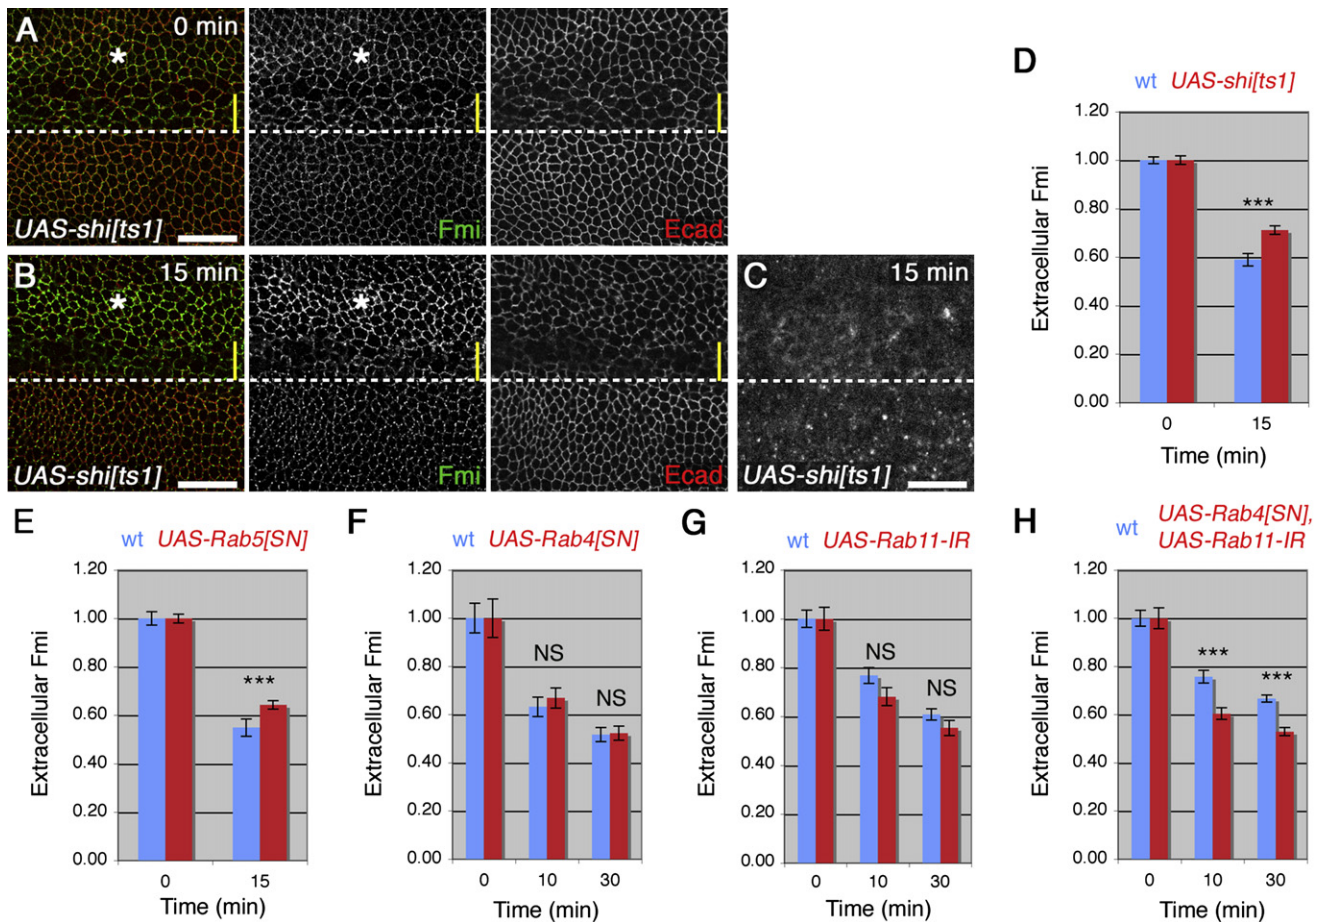 A
0 min
*
*
UAS-shi[ts1]
Fmi
Ecad
B
15 min
*
*
UAS-shi[ts1]
Fmi
Ecad
C
15 min
UAS-shi[ts1]
D
wt UAS-shi[ts1]
Extracellular Fmi
1.20
1.00
0.80
0.60
0.40
0.20
0.00
***
0 15
Time (min)
E
wt UAS-Rab5[SN]
Extracellular Fmi
1.20
1.00
0.80
0.60
0.40
0.20
0.00
***
0 15
Time (min)
F
wt UAS-Rab4[SN]
Extracellular Fmi
1.20
1.00
0.80
0.60
0.40
0.20
0.00
NS
NS
0 10 30
Time (min)
G
wt UAS-Rab11-IR
Extracellular Fmi
1.20
1.00
0.80
0.60
0.40
0.20
0.00
NS
NS
0 10 30
Time (min)
H
wt UAS-Rab4[SN],
UAS-Rab11-IR
Extracellular Fmi
1.20
1.00
0.80
0.60
0.40
0.20
0.00
***
***
0 10 30
Time (min)